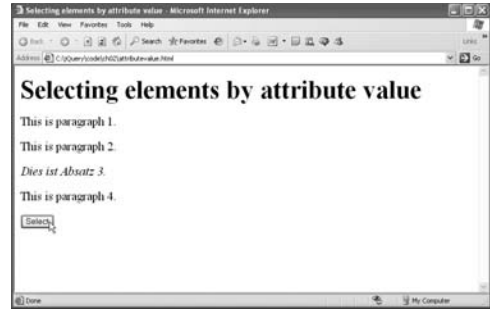 Selecting elements by attribute value - Microsoft Internet Explorer
File Edit View Favorites Tools Help
Back Search Favorites
Address C:\jQuery\code\ch02\attributevalue.html Go Links
Selecting elements by attribute value
This is paragraph 1.
This is paragraph 2.
Dies ist Absatz 3.
This is paragraph 4.
Select
Done My Computer